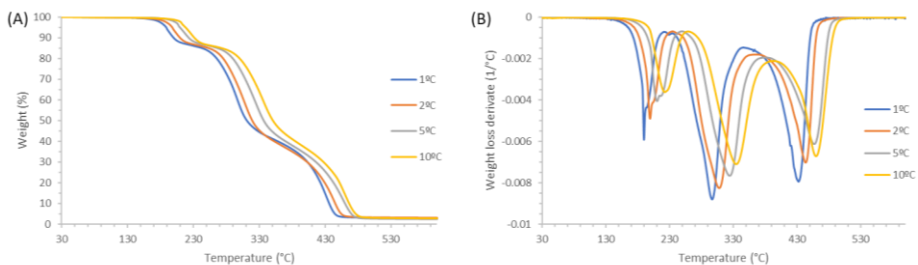 (A)
100
90
80
70
60
50
40
30
20
10
0
Weight (%)
30 130 230 330 430 530
Temperature (°C)
1ºC
2ºC
5ºC
10ºC
(B)
0
-0.002
-0.004
-0.006
-0.008
-0.01
Weight loss derivate (1/°C)
30 130 230 330 430 530
Temperature (°C)
1ºC
2ºC
5ºC
10ºC